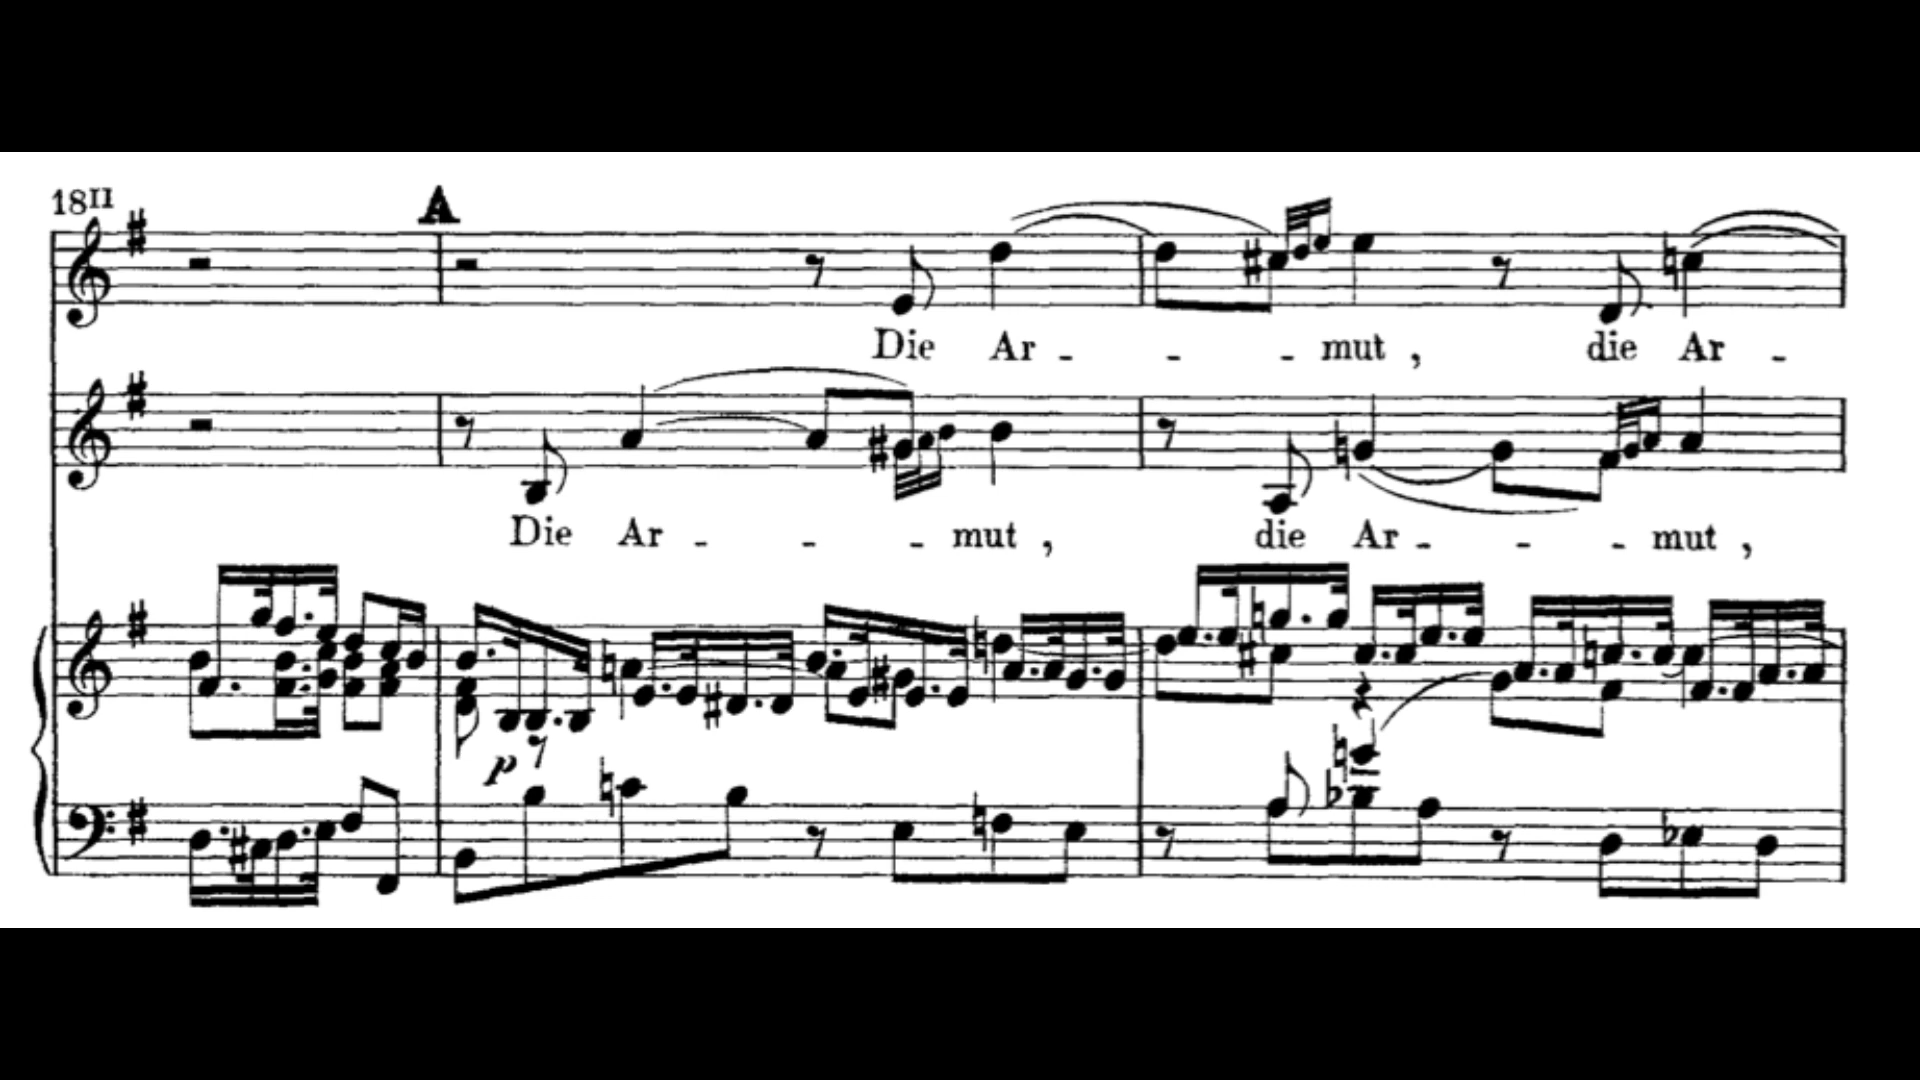 18II A
Die Ar - - - mut , die Ar -
Die Ar - - - mut , die Ar - - - mut ,
p